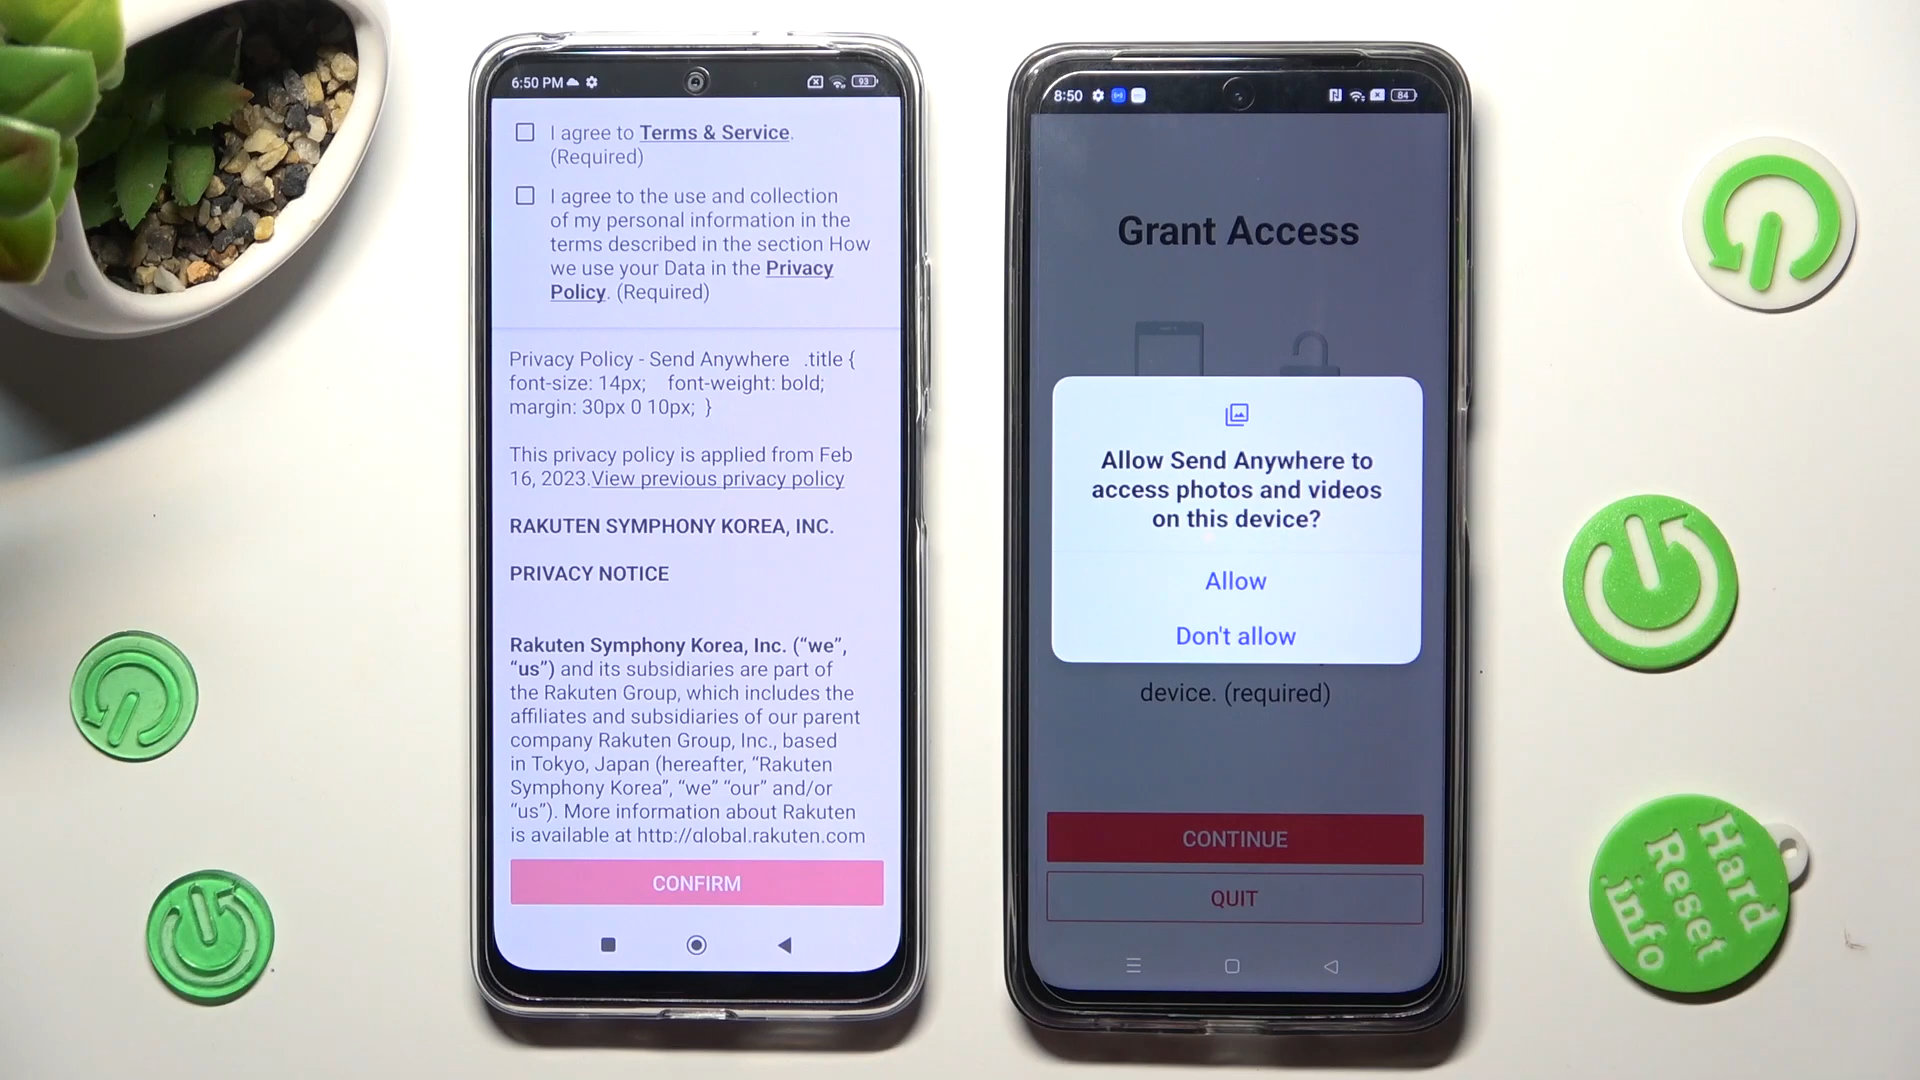 6:50 PM
93
I agree to Terms & Service.
(Required)
I agree to the use and collection
of my personal information in the
terms described in the section How
we use your Data in the Privacy
Policy. (Required)
Privacy Policy - Send Anywhere   .title {
font-size: 14px;    font-weight: bold;
margin: 30px 0 10px;  }
This privacy policy is applied from Feb
16, 2023.View previous privacy policy
RAKUTEN SYMPHONY KOREA, INC.
PRIVACY NOTICE
Rakuten Symphony Korea, Inc. (“we”,
“us”) and its subsidiaries are part of
the Rakuten Group, which includes the
affiliates and subsidiaries of our parent
company Rakuten Group, Inc., based
in Tokyo, Japan (hereafter, “Rakuten
Symphony Korea”, “we” “our” and/or
“us”). More information about Rakuten
is available at http://global.rakuten.com
CONFIRM
8:50
84
Grant Access
Allow Send Anywhere to
access photos and videos
on this device?
Allow
Don't allow
device. (required)
CONTINUE
QUIT
Hard
Reset
.info